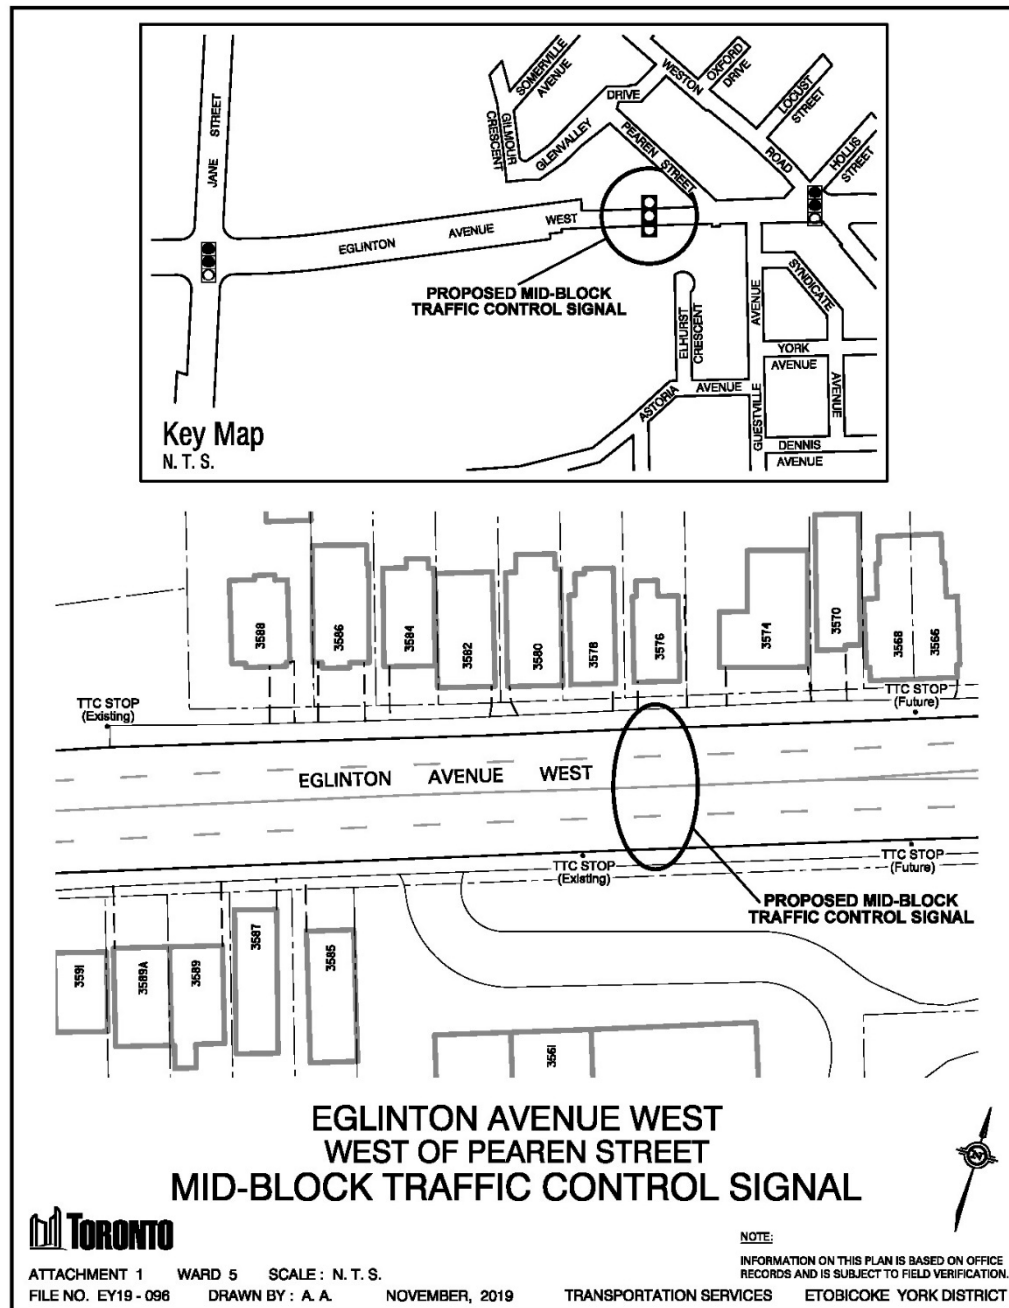 SOMERVILLE
AVENUE
GILMOUR
CRESCENT
GLENVALLEY
DRIVE
PEAREN STREET
WESTON
ROAD
OXFORD
DRIVE
LOCUST
STREET
HOLLIS
STREET
JANE STREET
EGLINTON AVENUE WEST
PROPOSED MID-BLOCK
TRAFFIC CONTROL SIGNAL
ELHURST
CRESCENT
ASTORIA AVENUE
GUESTVILLE AVENUE
SYNDICATE
AVENUE
YORK
AVENUE
DENNIS
AVENUE
Key Map
N. T. S.
3588
3586
3584
3582
3580
3578
3576
3574
3570
3568
3566
TTC STOP
(Existing)
TTC STOP
(Future)
EGLINTON AVENUE WEST
TTC STOP
(Existing)
TTC STOP
(Future)
PROPOSED MID-BLOCK
TRAFFIC CONTROL SIGNAL
3591
3589A
3589
3587
3585
3561
EGLINTON AVENUE WEST
WEST OF PEAREN STREET
MID-BLOCK TRAFFIC CONTROL SIGNAL
N
TORONTO
NOTE:
INFORMATION ON THIS PLAN IS BASED ON OFFICE
RECORDS AND IS SUBJECT TO FIELD VERIFICATION.
ATTACHMENT 1 WARD 5 SCALE : N. T. S.
FILE NO. EY19 - 096 DRAWN BY : A. A. NOVEMBER, 2019 TRANSPORTATION SERVICES ETOBICOKE YORK DISTRICT